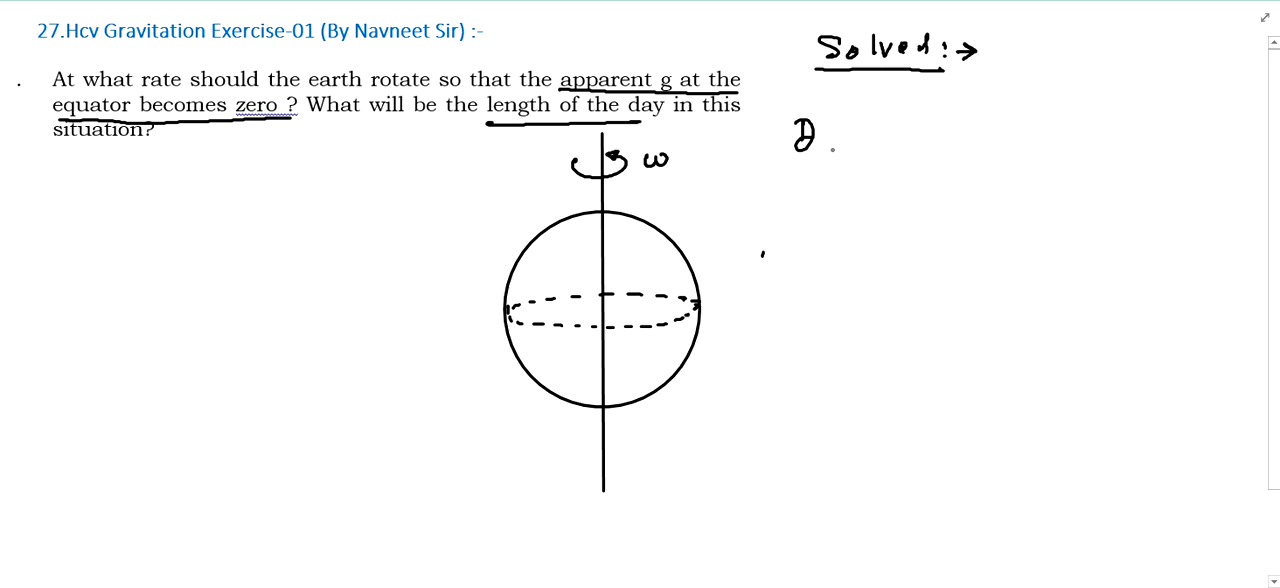 27.Hcv Gravitation Exercise-01 (By Navneet Sir) :-
Solved :→
. At what rate should the earth rotate so that the apparent g at the
equator becomes zero ? What will be the length of the day in this
situation?
ω